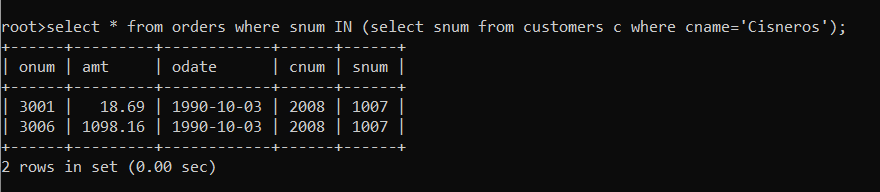 root>select * from orders where snum IN (select snum from customers c where cname='Cisneros');
+------+---------+------------+------+------+
| onum | amt     | odate      | cnum | snum |
+------+---------+------------+------+------+
| 3001 |   18.69 | 1990-10-03 | 2008 | 1007 |
| 3006 | 1098.16 | 1990-10-03 | 2008 | 1007 |
+------+---------+------------+------+------+
2 rows in set (0.00 sec)